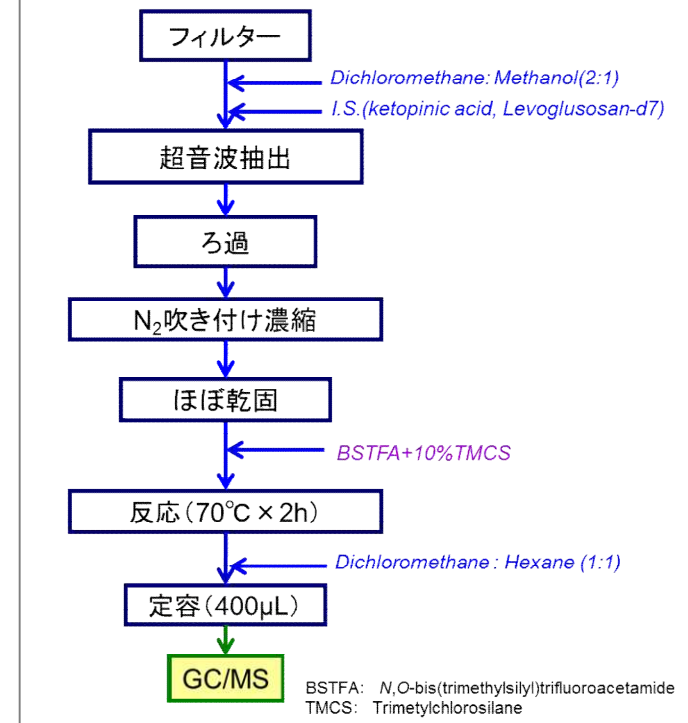 フィルター
Dichloromethane: Methanol(2:1)
I.S.(ketopinic acid, Levoglusosan-d7)
超音波抽出
ろ過
N₂吹き付け濃縮
ほぼ乾固
BSTFA+10%TMCS
反応(70℃×2h)
Dichloromethane : Hexane (1:1)
定容(400μL)
GC/MS
BSTFA: N,O-bis(trimethylsilyl)trifluoroacetamide
TMCS: Trimetylchlorosilane